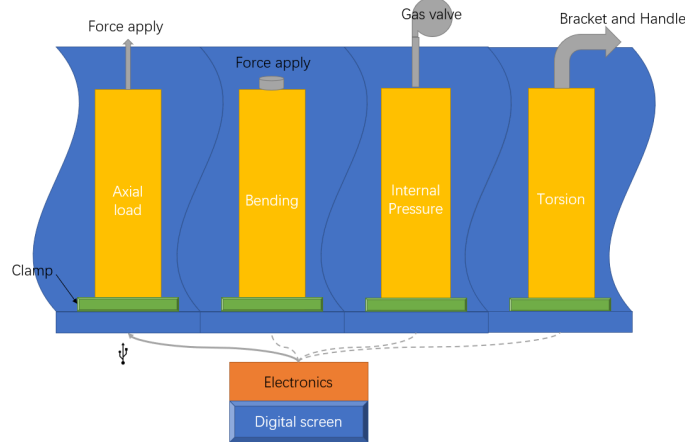 Gas valve
Bracket and Handle
Force apply
Force apply
Axial
load
Bending
Internal
Pressure
Torsion
Clamp
Electronics
Digital screen